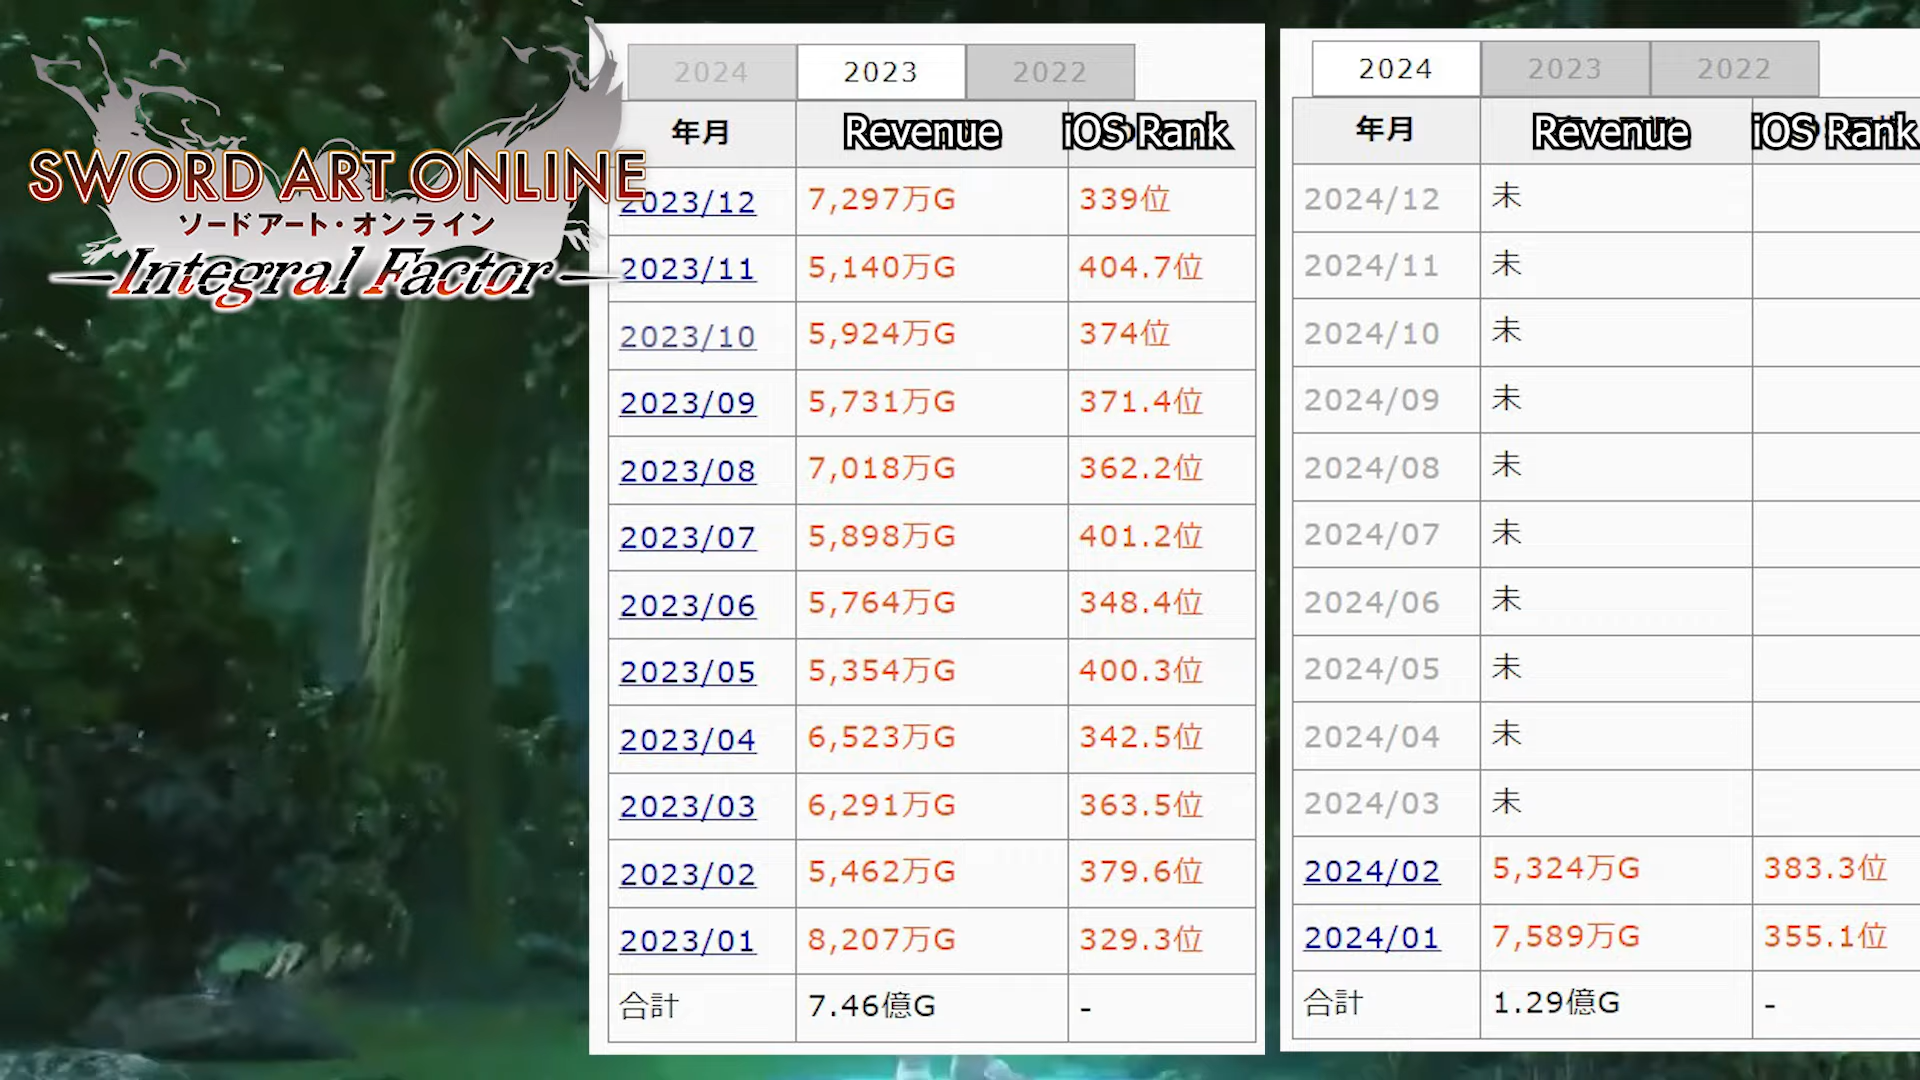 SWORD ART ONLINE
ソードアート・オンライン
Integral Factor
2024 2023 2022
年月 Revenue iOS Rank
2023/12 7,297万G 339位
2023/11 5,140万G 404.7位
2023/10 5,924万G 374位
2023/09 5,731万G 371.4位
2023/08 7,018万G 362.2位
2023/07 5,898万G 401.2位
2023/06 5,764万G 348.4位
2023/05 5,354万G 400.3位
2023/04 6,523万G 342.5位
2023/03 6,291万G 363.5位
2023/02 5,462万G 379.6位
2023/01 8,207万G 329.3位
合計 7.46億G -
2024 2023 2022
年月 Revenue iOS Rank
2024/12 未
2024/11 未
2024/10 未
2024/09 未
2024/08 未
2024/07 未
2024/06 未
2024/05 未
2024/04 未
2024/03 未
2024/02 5,324万G 383.3位
2024/01 7,589万G 355.1位
合計 1.29億G -